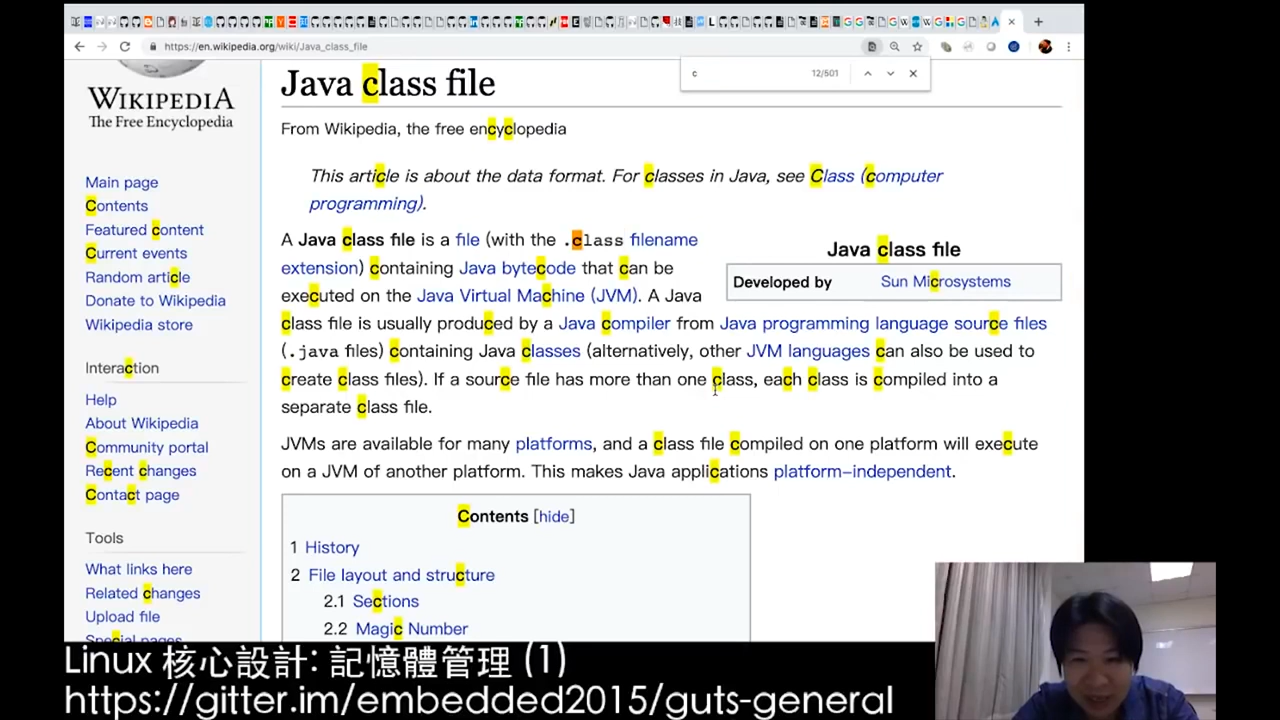 https://en.wikipedia.org/wiki/Java_class_file
c
12/501
WIKIPEDIA
The Free Encyclopedia
Main page
Contents
Featured content
Current events
Random article
Donate to Wikipedia
Wikipedia store
Interaction
Help
About Wikipedia
Community portal
Recent changes
Contact page
Tools
What links here
Related changes
Upload file
Special pages
Java class file
From Wikipedia, the free encyclopedia
This article is about the data format. For classes in Java, see Class (computer
programming).
A Java class file is a file (with the .class filename
extension) containing Java bytecode that can be
executed on the Java Virtual Machine (JVM). A Java
class file is usually produced by a Java compiler from Java programming language source files
(.java files) containing Java classes (alternatively, other JVM languages can also be used to
create class files). If a source file has more than one class, each class is compiled into a
separate class file.
Java class file
Developed by Sun Microsystems
JVMs are available for many platforms, and a class file compiled on one platform will execute
on a JVM of another platform. This makes Java applications platform-independent.
Contents [hide]
1 History
2 File layout and structure
2.1 Sections
2.2 Magic Number
Linux 核心設計: 記憶體管理 (1)
https://gitter.im/embedded2015/guts-general